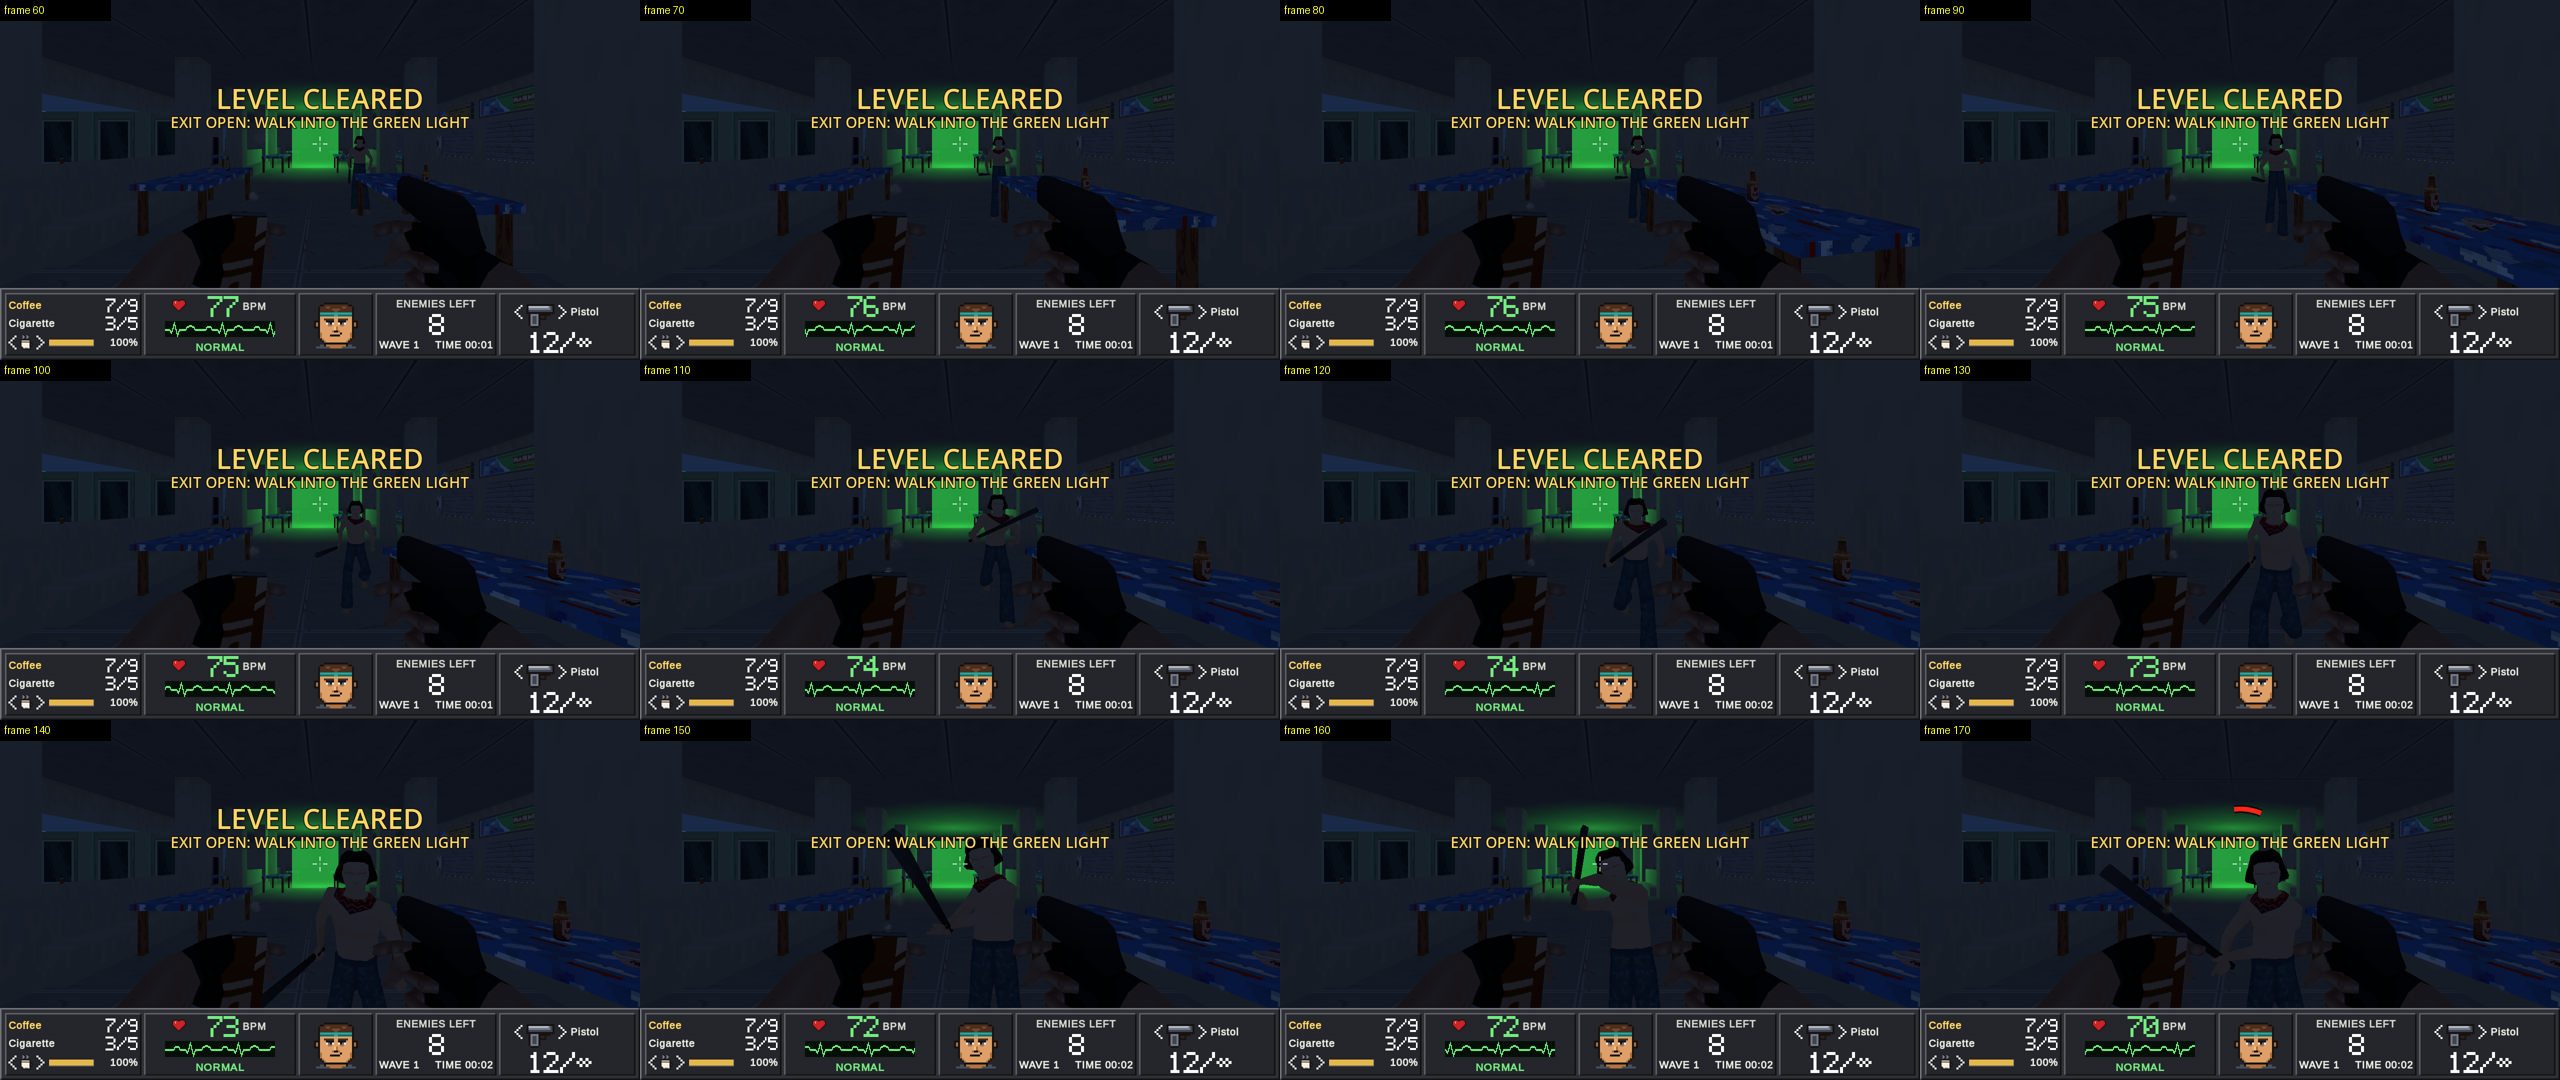 frame 60
LEVEL CLEARED
EXIT OPEN: WALK INTO THE GREEN LIGHT
Coffee 7/9
Cigarette 3/5
< > 100%
77 BPM
NORMAL
ENEMIES LEFT
8
WAVE 1 TIME 00:01
< > Pistol
12/∞
frame 70
LEVEL CLEARED
EXIT OPEN: WALK INTO THE GREEN LIGHT
Coffee 7/9
Cigarette 3/5
< > 100%
76 BPM
NORMAL
ENEMIES LEFT
8
WAVE 1 TIME 00:01
< > Pistol
12/∞
frame 80
LEVEL CLEARED
EXIT OPEN: WALK INTO THE GREEN LIGHT
Coffee 7/9
Cigarette 3/5
< > 100%
76 BPM
NORMAL
ENEMIES LEFT
8
WAVE 1 TIME 00:01
< > Pistol
12/∞
frame 90
LEVEL CLEARED
EXIT OPEN: WALK INTO THE GREEN LIGHT
Coffee 7/9
Cigarette 3/5
< > 100%
75 BPM
NORMAL
ENEMIES LEFT
8
WAVE 1 TIME 00:01
< > Pistol
12/∞
frame 100
LEVEL CLEARED
EXIT OPEN: WALK INTO THE GREEN LIGHT
Coffee 7/9
Cigarette 3/5
< > 100%
75 BPM
NORMAL
ENEMIES LEFT
8
WAVE 1 TIME 00:01
< > Pistol
12/∞
frame 110
LEVEL CLEARED
EXIT OPEN: WALK INTO THE GREEN LIGHT
Coffee 7/9
Cigarette 3/5
< > 100%
74 BPM
NORMAL
ENEMIES LEFT
8
WAVE 1 TIME 00:01
< > Pistol
12/∞
frame 120
LEVEL CLEARED
EXIT OPEN: WALK INTO THE GREEN LIGHT
Coffee 7/9
Cigarette 3/5
< > 100%
74 BPM
NORMAL
ENEMIES LEFT
8
WAVE 1 TIME 00:02
< > Pistol
12/∞
frame 130
LEVEL CLEARED
EXIT OPEN: WALK INTO THE GREEN LIGHT
Coffee 7/9
Cigarette 3/5
< > 100%
73 BPM
NORMAL
ENEMIES LEFT
8
WAVE 1 TIME 00:02
< > Pistol
12/∞
frame 140
LEVEL CLEARED
EXIT OPEN: WALK INTO THE GREEN LIGHT
Coffee 7/9
Cigarette 3/5
< > 100%
73 BPM
NORMAL
ENEMIES LEFT
8
WAVE 1 TIME 00:02
< > Pistol
12/∞
frame 150
EXIT OPEN: WALK INTO THE GREEN LIGHT
Coffee 7/9
Cigarette 3/5
< > 100%
72 BPM
NORMAL
ENEMIES LEFT
8
WAVE 1 TIME 00:02
< > Pistol
12/∞
frame 160
EXIT OPEN: WALK INTO THE GREEN LIGHT
Coffee 7/9
Cigarette 3/5
< > 100%
72 BPM
NORMAL
ENEMIES LEFT
8
WAVE 1 TIME 00:02
< > Pistol
12/∞
frame 170
EXIT OPEN: WALK INTO THE GREEN LIGHT
Coffee 7/9
Cigarette 3/5
< > 100%
70 BPM
NORMAL
ENEMIES LEFT
8
WAVE 1 TIME 00:02
< > Pistol
12/∞